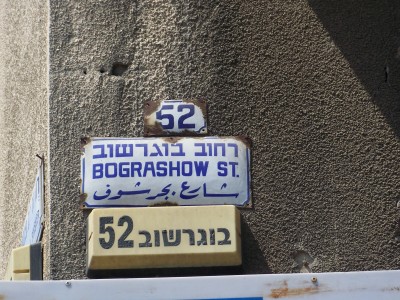 52
רחוב בוגרשוב
BOGRASHOW ST.
شارع بجرشوف
בוגרשוב 52